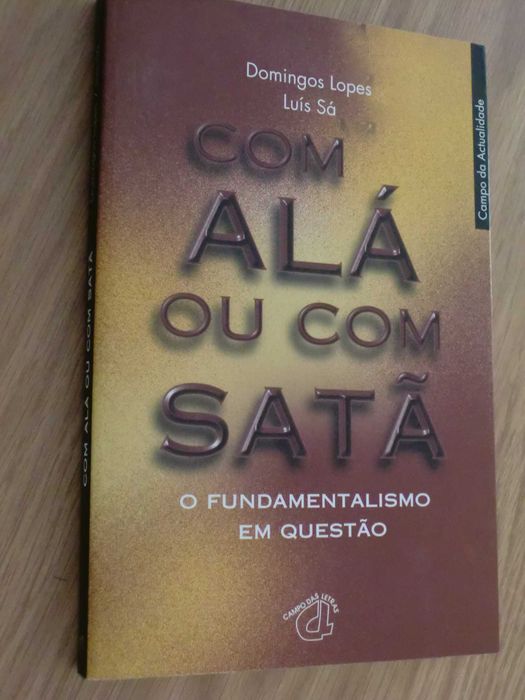 Domingos Lopes
Luís Sá
COM
ALÁ
OU COM
SATÃ
O FUNDAMENTALISMO
EM QUESTÃO
CAMPO DAS LETRAS
Campo da Actualidade
COM ALÁ OU COM SATÃ